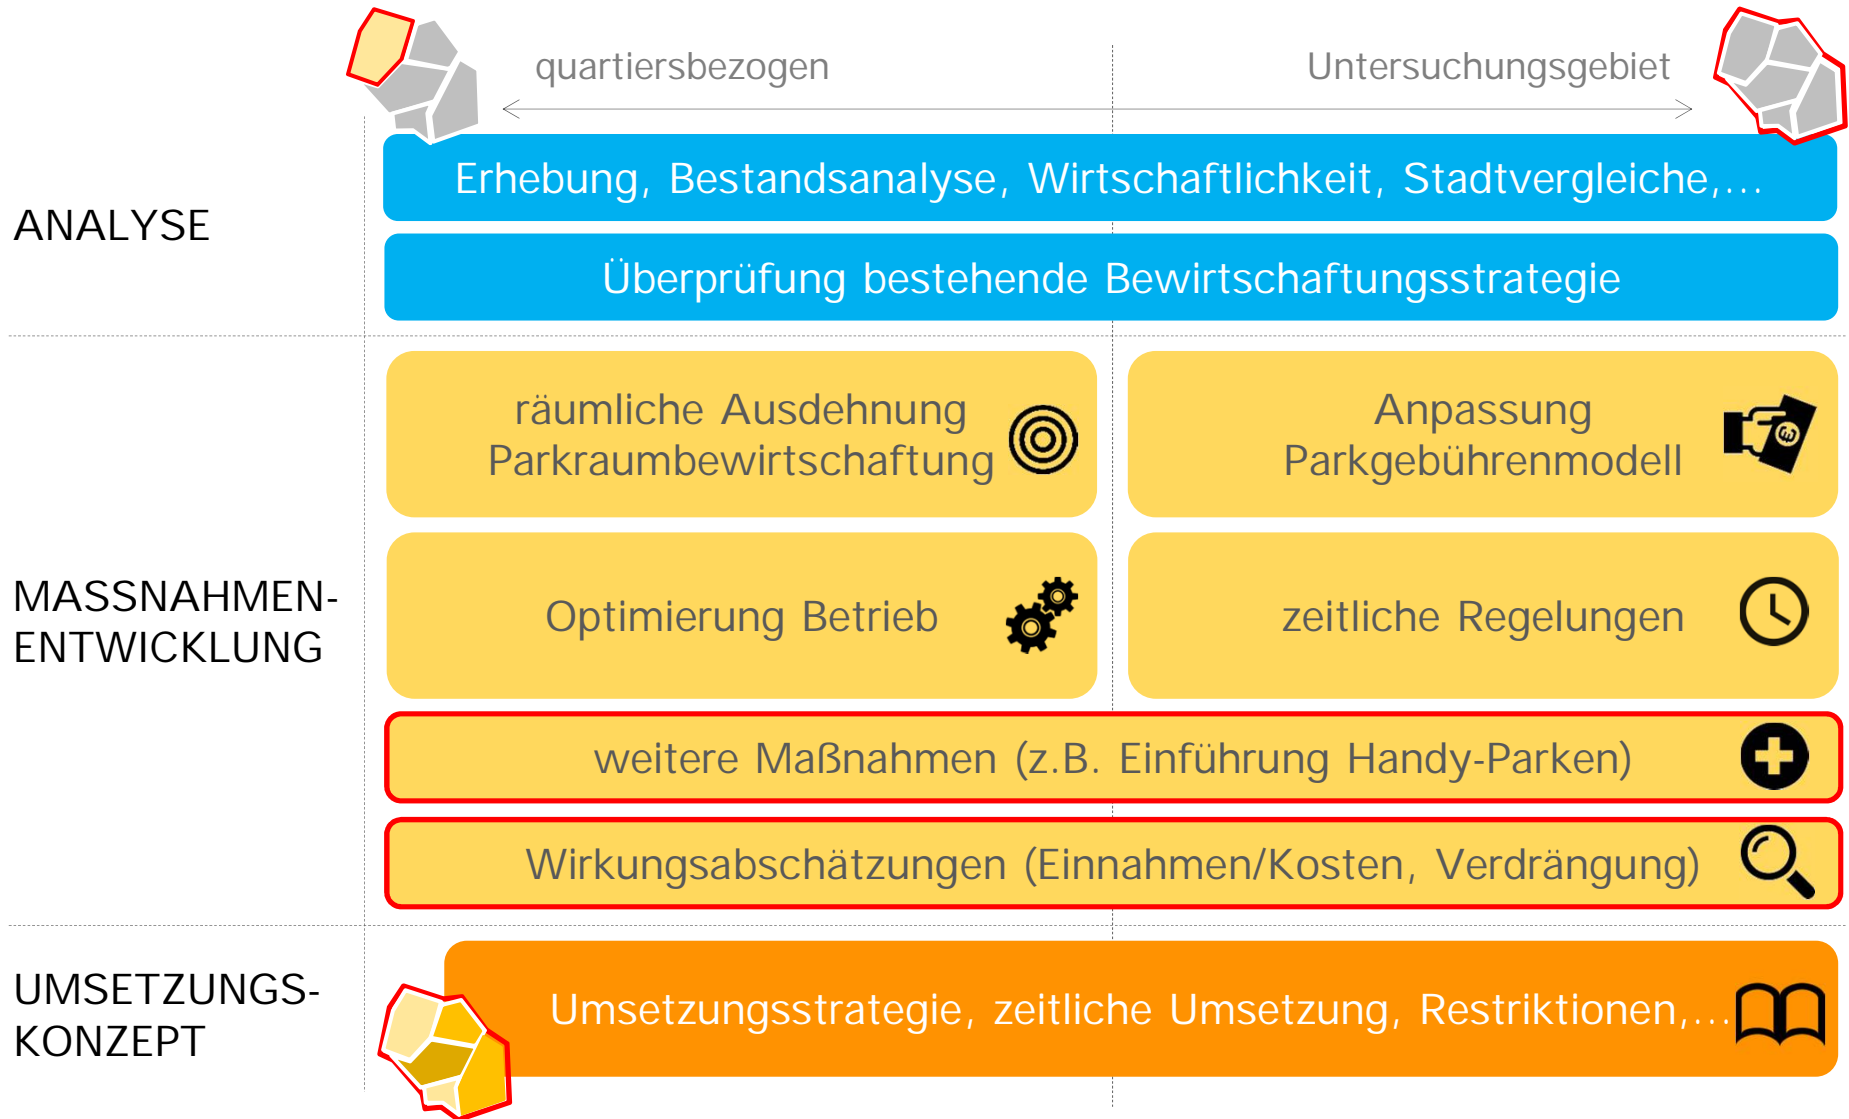 quartiersbezogen
Untersuchungsgebiet
ANALYSE
Erhebung, Bestandsanalyse, Wirtschaftlichkeit, Stadtvergleiche,...
Überprüfung bestehende Bewirtschaftungsstrategie
MASSNAHMEN-
ENTWICKLUNG
räumliche Ausdehnung
Parkraumbewirtschaftung
Anpassung
Parkgebührenmodell
Optimierung Betrieb
zeitliche Regelungen
weitere Maßnahmen (z.B. Einführung Handy-Parken)
Wirkungsabschätzungen (Einnahmen/Kosten, Verdrängung)
UMSETZUNGS-
KONZEPT
Umsetzungsstrategie, zeitliche Umsetzung, Restriktionen,...